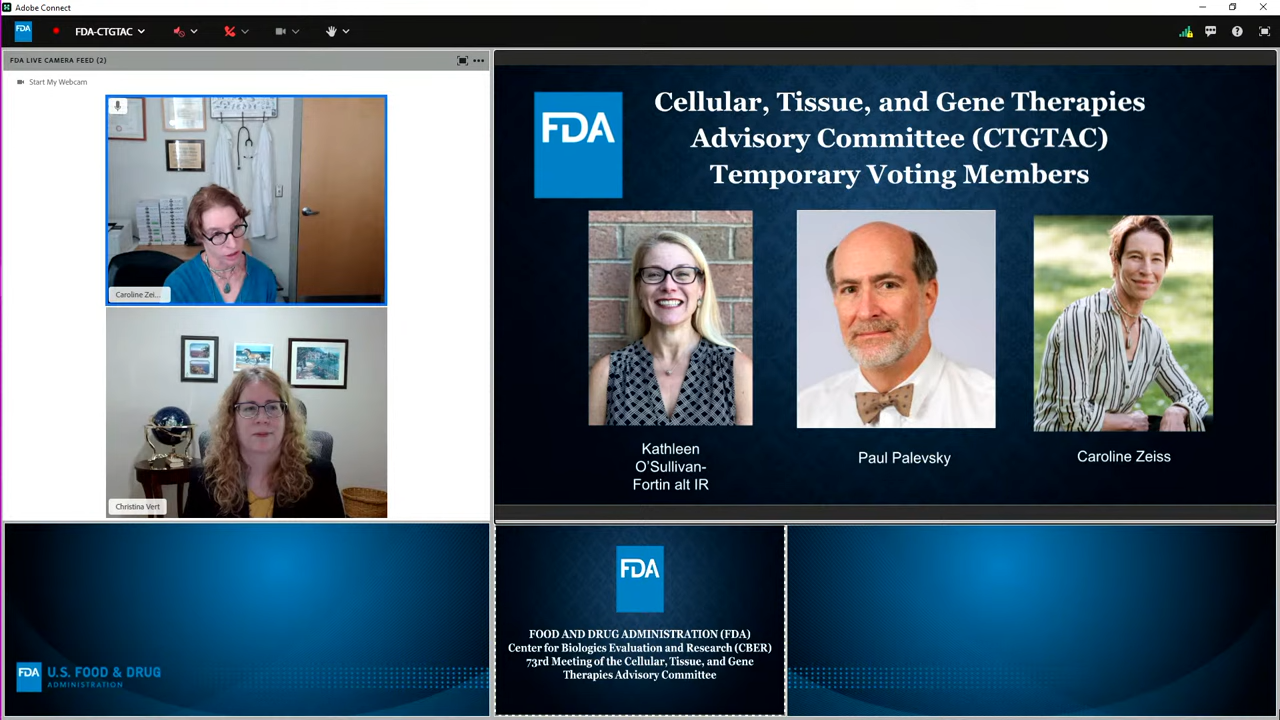 Adobe Connect
FDA
FDA-CTGTAC
FDA LIVE CAMERA FEED (2)
Start My Webcam
Caroline Zei...
Christina Vert
FDA
Cellular, Tissue, and Gene Therapies
Advisory Committee (CTGTAC)
Temporary Voting Members
Kathleen
O'Sullivan-
Fortin alt IR
Paul Palevsky
Caroline Zeiss
FDA
U.S. FOOD & DRUG
ADMINISTRATION
FDA
FOOD AND DRUG ADMINISTRATION (FDA)
Center for Biologics Evaluation and Research (CBER)
73rd Meeting of the Cellular, Tissue, and Gene
Therapies Advisory Committee